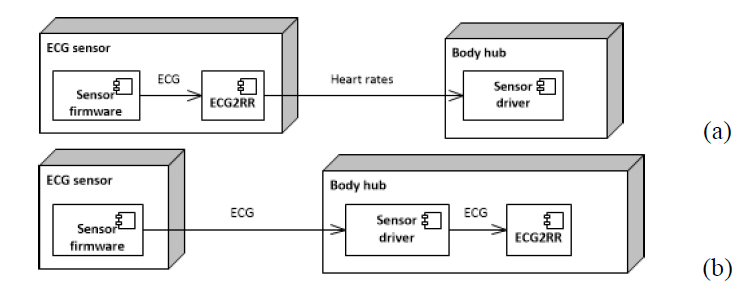 ECG sensor
Body hub
ECG
Heart rates
Sensor
firmware
ECG2RR
Sensor
driver
(a)
ECG sensor
Body hub
ECG
ECG
Sensor
firmware
Sensor
driver
ECG2RR
(b)